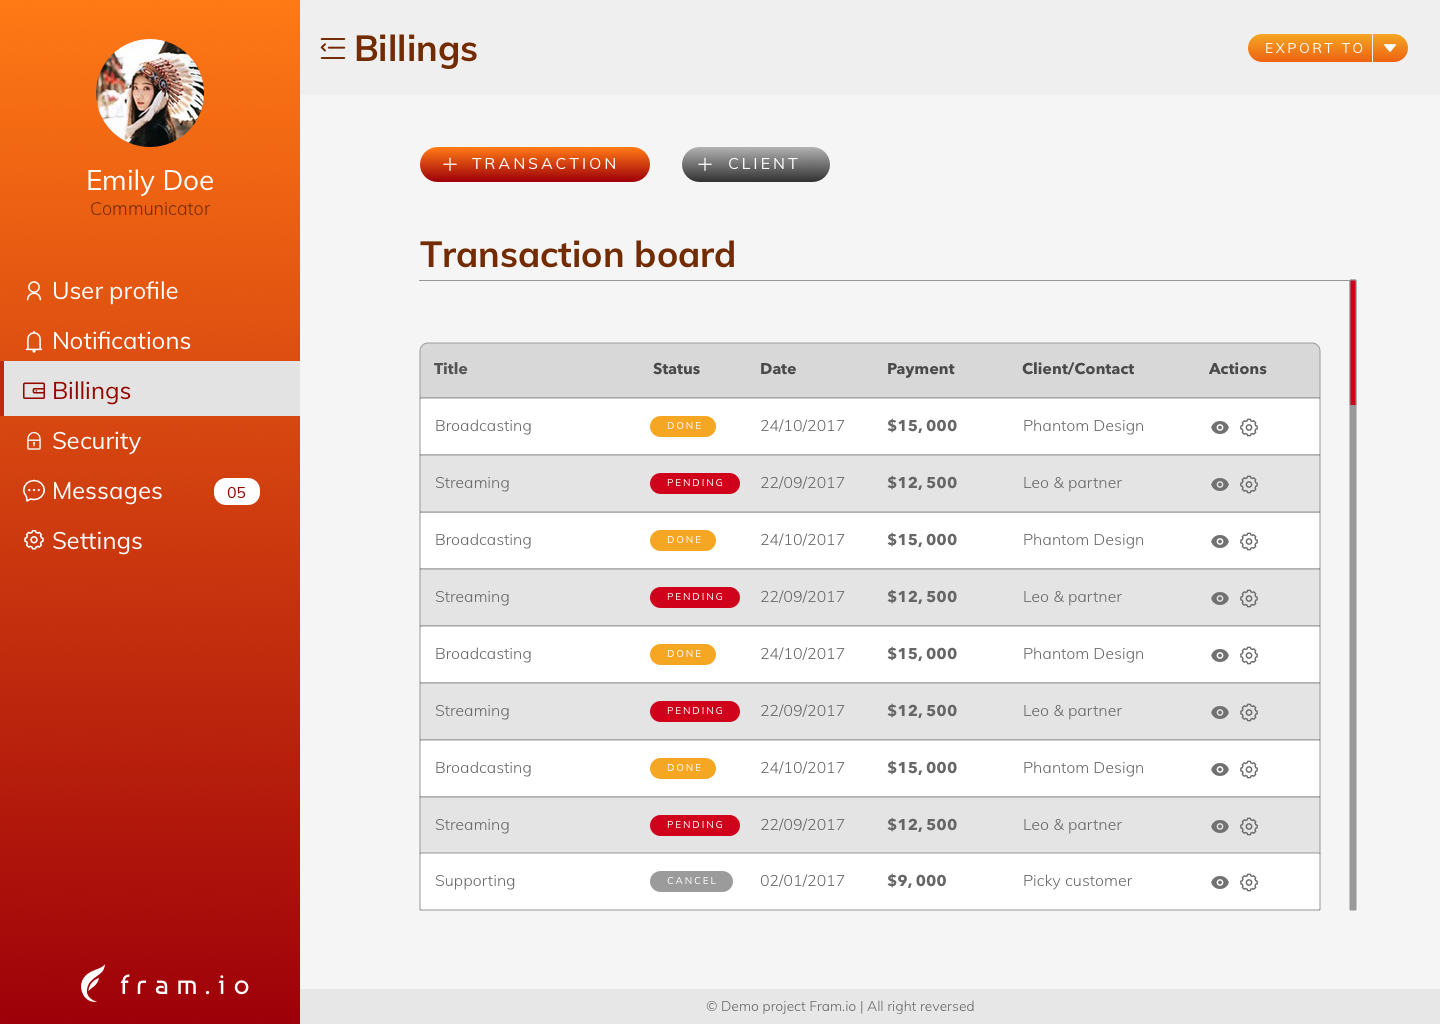 Emily Doe
Communicator
User profile
Notifications
Billings
Security
Messages 05
Settings
fram.io
Billings
EXPORT TO
TRANSACTION CLIENT
Transaction board
Title Status Date Payment Client/Contact Actions
Broadcasting DONE 24/10/2017 $15, 000 Phantom Design
Streaming PENDING 22/09/2017 $12, 500 Leo & partner
Broadcasting DONE 24/10/2017 $15, 000 Phantom Design
Streaming PENDING 22/09/2017 $12, 500 Leo & partner
Broadcasting DONE 24/10/2017 $15, 000 Phantom Design
Streaming PENDING 22/09/2017 $12, 500 Leo & partner
Broadcasting DONE 24/10/2017 $15, 000 Phantom Design
Streaming PENDING 22/09/2017 $12, 500 Leo & partner
Supporting CANCEL 02/01/2017 $9, 000 Picky customer
© Demo project Fram.io | All right reversed